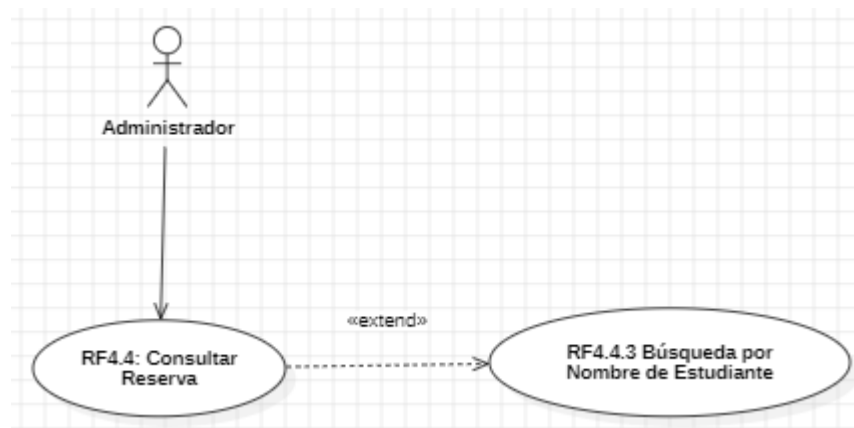 Administrador
«extend»
RF4.4: Consultar
Reserva
RF4.4.3 Búsqueda por
Nombre de Estudiante